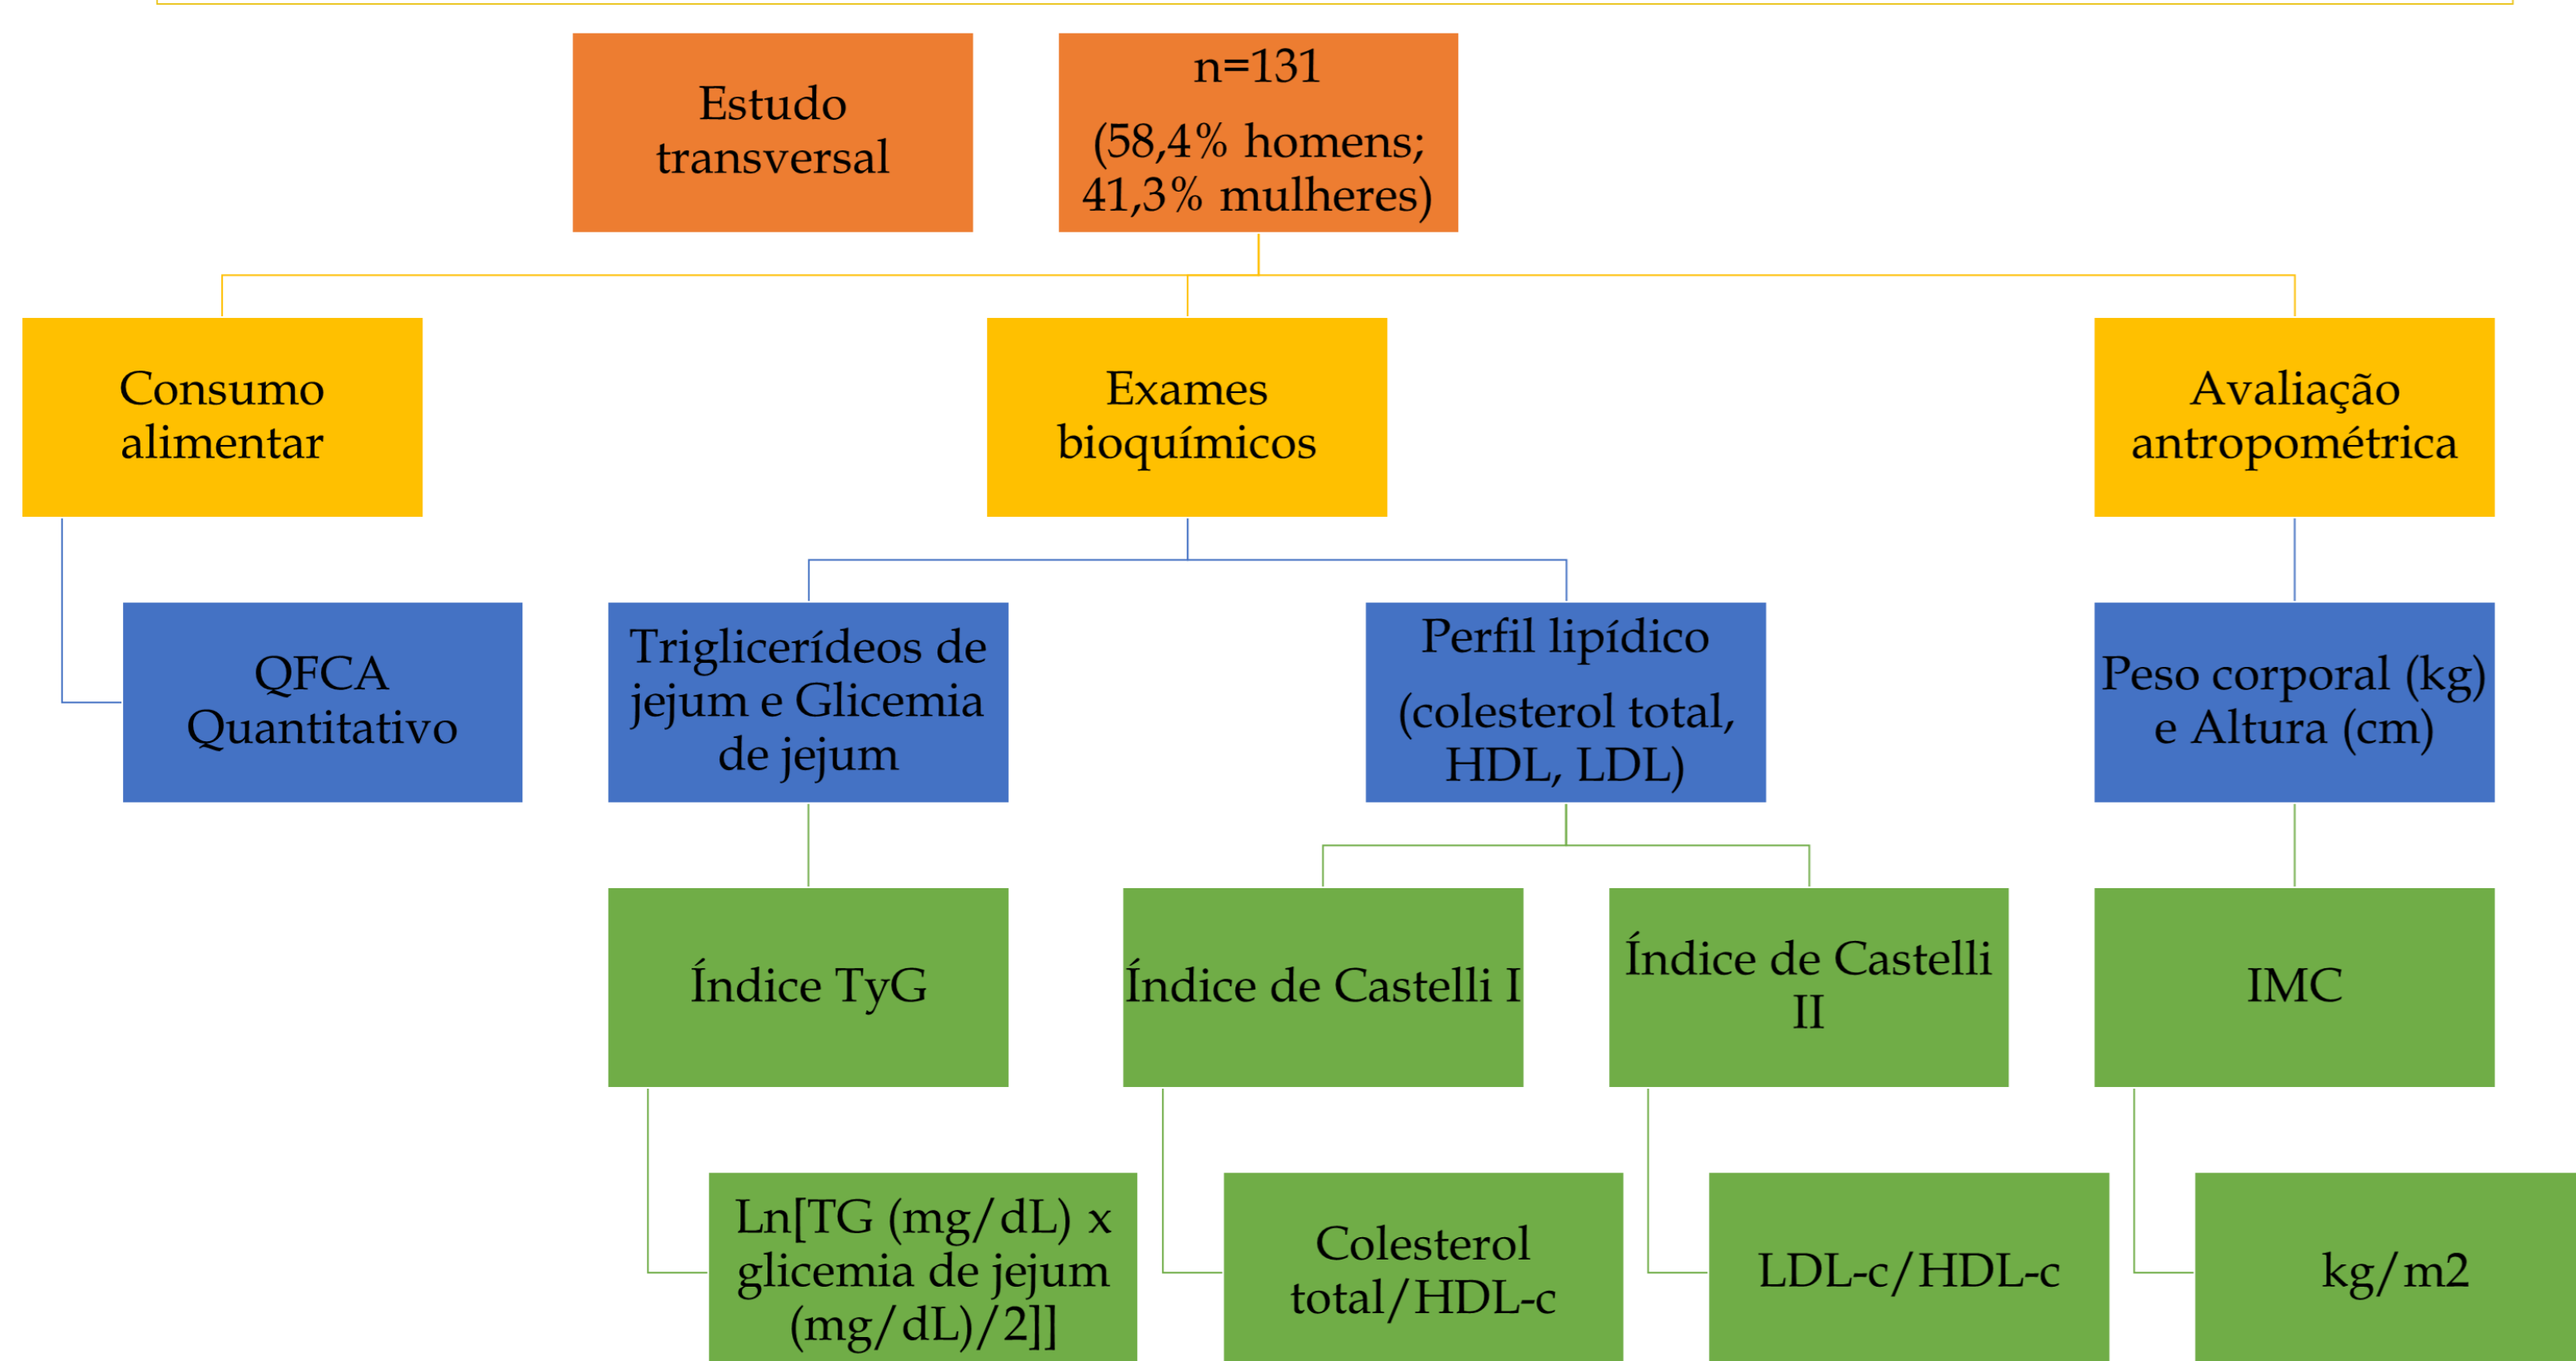 Estudo
transversal
n=131
(58,4% homens;
41,3% mulheres)
Consumo
alimentar
Exames
bioquímicos
Avaliação
antropométrica
QFCA
Quantitativo
Triglicerídeos de
jejum e Glicemia
de jejum
Perfil lipídico
(colesterol total,
HDL, LDL)
Peso corporal (kg)
e Altura (cm)
Índice TyG
Índice de Castelli I
Índice de Castelli
II
IMC
Ln[TG (mg/dL) x
glicemia de jejum
(mg/dL)/2]]
Colesterol
total/HDL-c
LDL-c/HDL-c
kg/m2